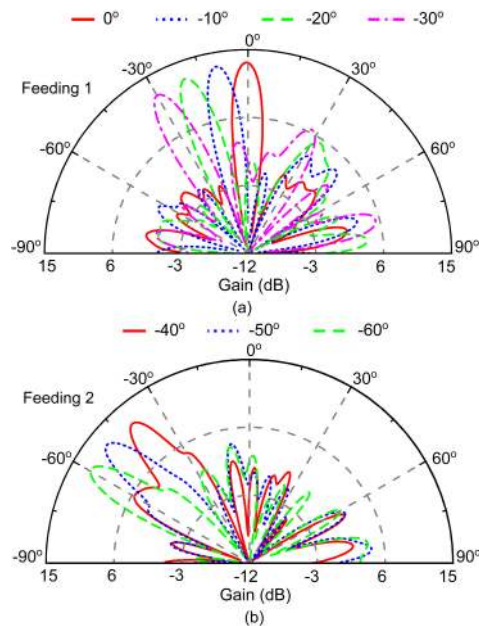 0° -10° -20° -30°
0°
-30° 30°
Feeding 1
-60° 60°
-90° 90°
15 6 -3 -12 -3 6 15
Gain (dB)
(a)
-40° -50° -60°
0°
-30° 30°
Feeding 2
-60° 60°
-90° 90°
15 6 -3 -12 -3 6 15
Gain (dB)
(b)